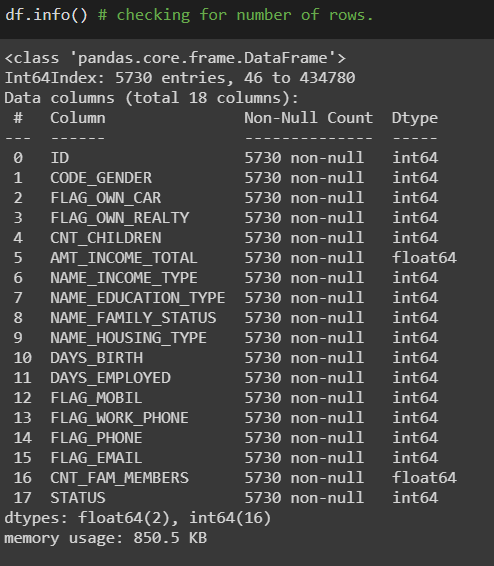 df.info() # checking for number of rows.
<class 'pandas.core.frame.DataFrame'>
Int64Index: 5730 entries, 46 to 434780
Data columns (total 18 columns):
 #   Column               Non-Null Count  Dtype
---  ------               --------------  -----
 0   ID                   5730 non-null   int64
 1   CODE_GENDER          5730 non-null   int64
 2   FLAG_OWN_CAR         5730 non-null   int64
 3   FLAG_OWN_REALTY      5730 non-null   int64
 4   CNT_CHILDREN         5730 non-null   int64
 5   AMT_INCOME_TOTAL     5730 non-null   float64
 6   NAME_INCOME_TYPE     5730 non-null   int64
 7   NAME_EDUCATION_TYPE  5730 non-null   int64
 8   NAME_FAMILY_STATUS   5730 non-null   int64
 9   NAME_HOUSING_TYPE    5730 non-null   int64
 10  DAYS_BIRTH           5730 non-null   int64
 11  DAYS_EMPLOYED        5730 non-null   int64
 12  FLAG_MOBIL           5730 non-null   int64
 13  FLAG_WORK_PHONE      5730 non-null   int64
 14  FLAG_PHONE           5730 non-null   int64
 15  FLAG_EMAIL           5730 non-null   int64
 16  CNT_FAM_MEMBERS      5730 non-null   float64
 17  STATUS               5730 non-null   int64
dtypes: float64(2), int64(16)
memory usage: 850.5 KB